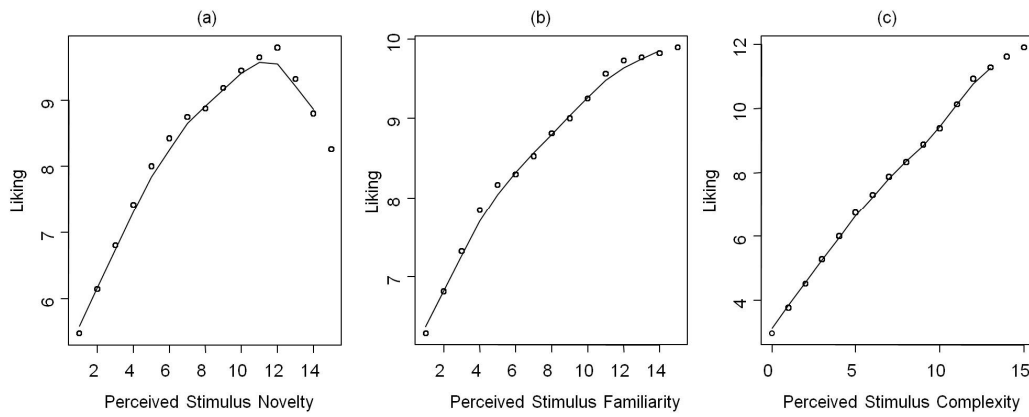 (a)
Liking
9
8
7
6
2 4 6 8 10 12 14
Perceived Stimulus Novelty
(b)
Liking
10
9
8
7
2 4 6 8 10 12 14
Perceived Stimulus Familiarity
(c)
Liking
12
10
8
6
4
0 5 10 15
Perceived Stimulus Complexity